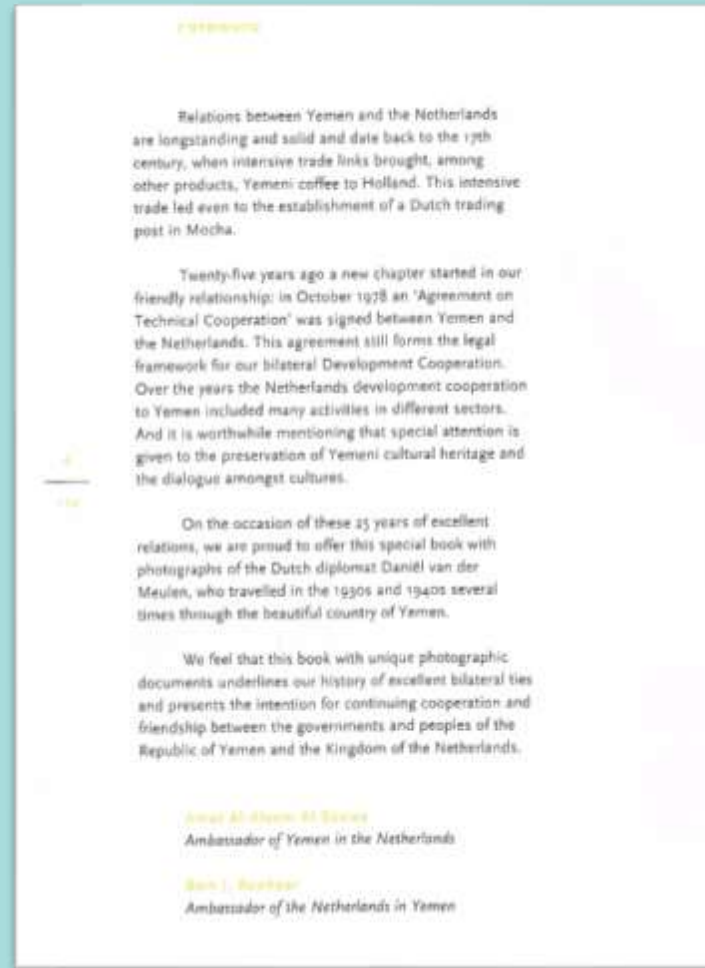 Foreword
Relations between Yemen and the Netherlands
are longstanding and solid and date back to the 17th
century, when intensive trade links brought, among
other products, Yemeni coffee to Holland. This intensive
trade led even to the establishment of a Dutch trading
post in Mocha.
Twenty-five years ago a new chapter started in our
friendly relationship: in October 1978 an 'Agreement on
Technical Cooperation' was signed between Yemen and
the Netherlands. This agreement still forms the legal
framework for our bilateral Development Cooperation.
Over the years the Netherlands development cooperation
to Yemen included many activities in different sectors.
And it is worthwhile mentioning that special attention is
given to the preservation of Yemeni cultural heritage and
the dialogue amongst cultures.
On the occasion of these 25 years of excellent
relations, we are proud to offer this special book with
photographs of the Dutch diplomat Daniël van der
Meulen, who travelled in the 1930s and 1940s several
times through the beautiful country of Yemen.
We feel that this book with unique photographic
documents underlines our history of excellent bilateral ties
and presents the intention for continuing cooperation and
friendship between the governments and peoples of the
Republic of Yemen and the Kingdom of the Netherlands.
Ambassador of Yemen in the Netherlands
Ambassador of the Netherlands in Yemen